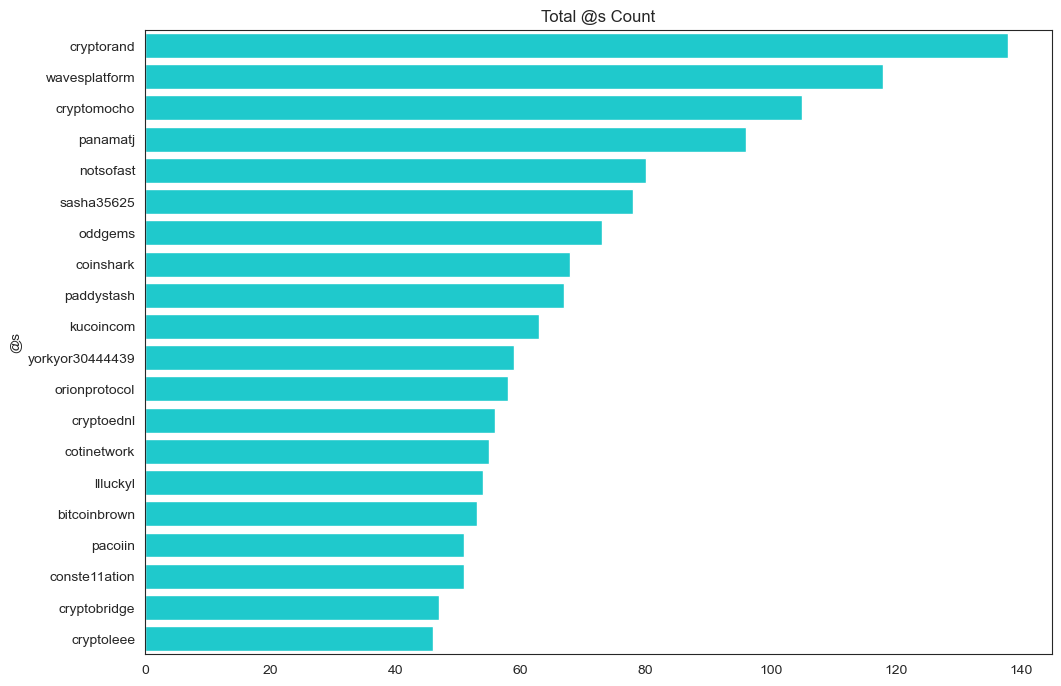 Total @s Count
cryptorand
wavesplatform
cryptomocho
panamatj
notsofast
sasha35625
oddgems
coinshark
paddystash
kucoincom
@s
yorkyor30444439
orionprotocol
cryptoednl
cotinetwork
llluckyl
bitcoinbrown
pacoiin
conste11ation
cryptobridge
cryptoleee
0 20 40 60 80 100 120 140